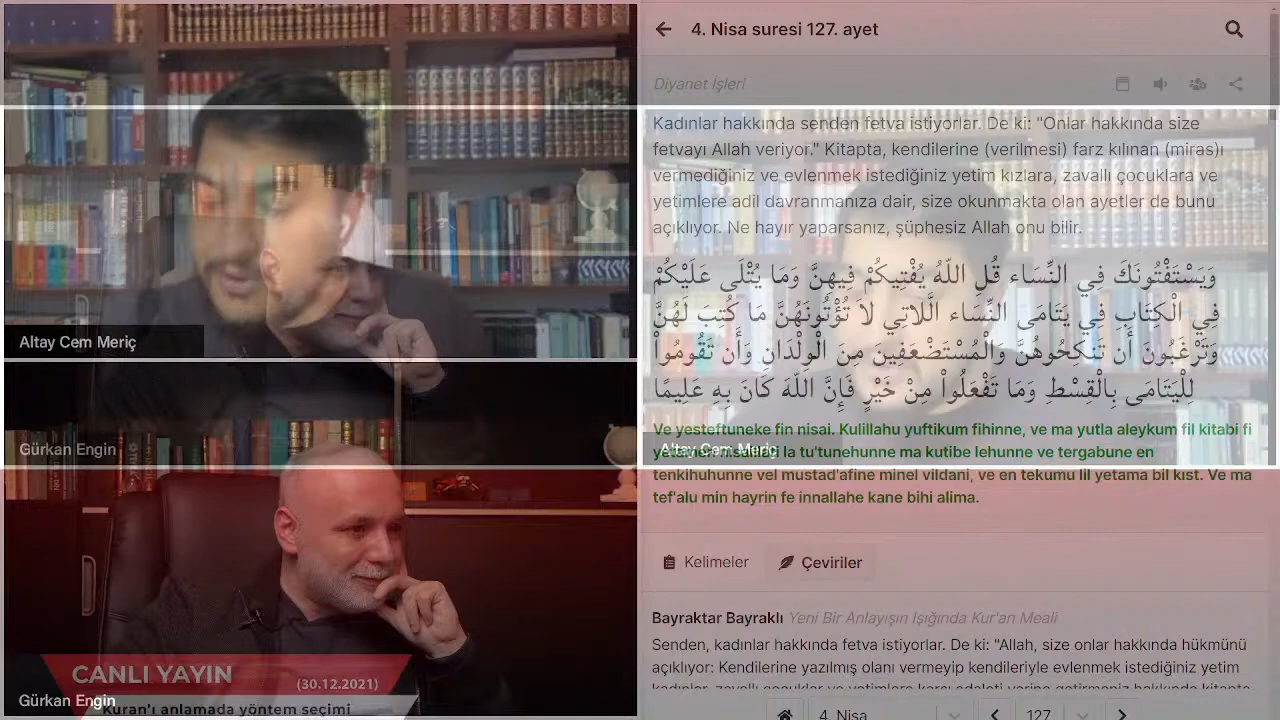 Altay Cem Meriç
Gürkan Engin
CANLI YAYIN
(30.12.2021)
Gürkan Engin
Kuran'ı anlamada yöntem seçimi
4. Nisa suresi 127. ayet
Diyanet İşleri
Kadınlar hakkında senden fetva istiyorlar. De ki: "Onlar hakkında size
fetvayı Allah veriyor." Kitapta, kendilerine (verilmesi) farz kılınan (miras)ı
vermediğiniz ve evlenmek istediğiniz yetim kızlara, zavallı çocuklara ve
yetimlere adil davranmanıza dair, size okunmakta olan ayetler de bunu
açıklıyor. Ne hayır yaparsanız, şüphesiz Allah onu bilir.
وَيَسْتَفْتُونَكَ فِي النِّسَاء قُلِ اللّهُ يُفْتِيكُمْ فِيهِنَّ وَمَا يُتْلَى عَلَيْكُمْ
فِي الْكِتَابِ فِي يَتَامَى النِّسَاء الَّلاتِي لاَ تُؤْتُونَهُنَّ مَا كُتِبَ لَهُنَّ
وَتَرْغَبُونَ أَن تَنكِحُوهُنَّ وَالْمُسْتَضْعَفِينَ مِنَ الْوِلْدَانِ وَأَن تَقُومُواْ
لِلْيَتَامَى بِالْقِسْطِ وَمَا تَفْعَلُواْ مِنْ خَيْرٍ فَإِنَّ اللّهَ كَانَ بِهِ عَلِيمًا
Ve yesteftuneke fin nisai. Kulillahu yuftikum fihinne, ve ma yutla aleykum fil kitabi fi
Altay Cem Meriç
la tu'tunehunne ma kutibe lehunne ve tergabune en
tenkihuhunne vel mustad'afine minel vildani, ve en tekumu lil yetama bil kıst. Ve ma
tef'alu min hayrin fe innallahe kane bihi alima.
Kelimeler
Çeviriler
Bayraktar Bayraklı Yeni Bir Anlayışın Işığında Kur'an Meali
Senden, kadınlar hakkında fetva istiyorlar. De ki: "Allah, size onlar hakkında hükmünü
açıklıyor: Kendilerine yazılmış olanı vermeyip kendileriyle evlenmek istediğiniz yetim
4. Nisa
127